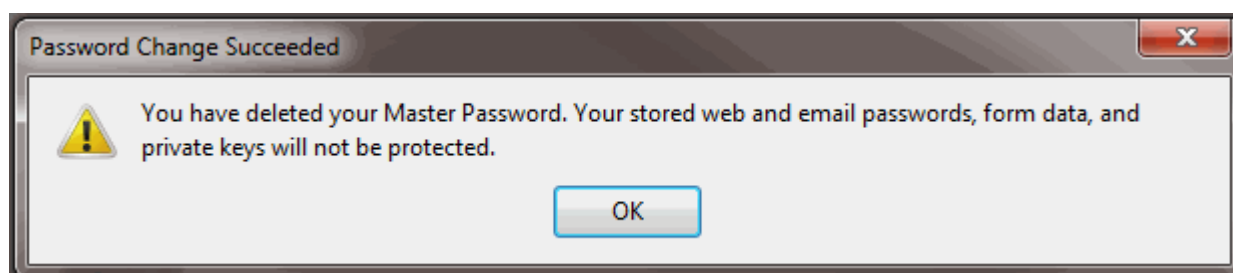 Password Change Succeeded
You have deleted your Master Password. Your stored web and email passwords, form data, and
private keys will not be protected.
OK